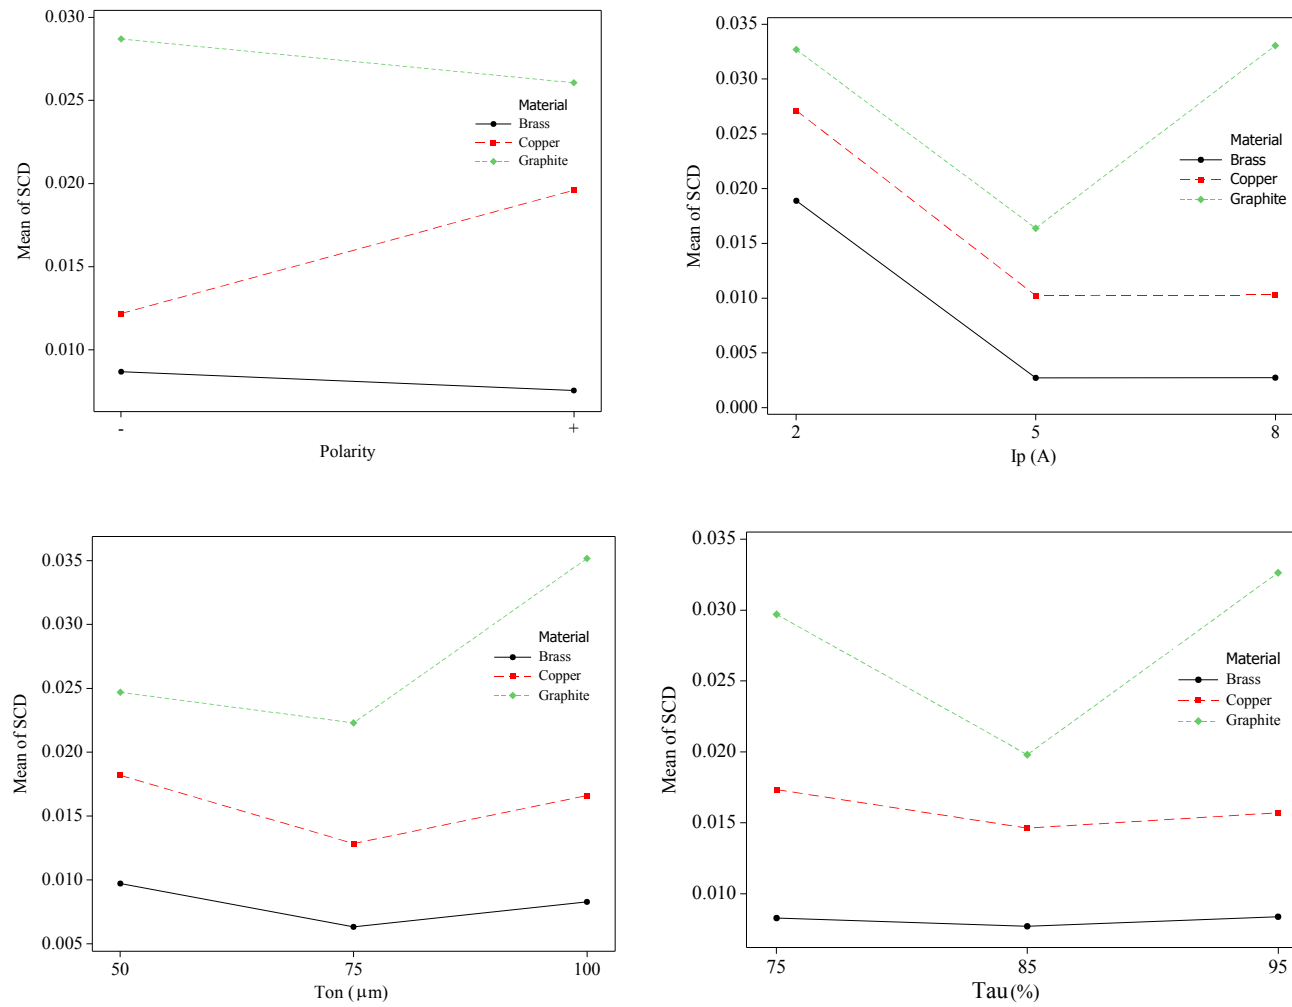 0.030
0.025
0.020
0.015
0.010
Mean of SCD
Material
Brass
Copper
Graphite
- +
Polarity
0.035
0.030
0.025
0.020
0.015
0.010
0.005
0.000
Mean of SCD
Material
Brass
Copper
Graphite
2 5 8
Ip (A)
0.035
0.030
0.025
0.020
0.015
0.010
0.005
Mean of SCD
Material
Brass
Copper
Graphite
50 75 100
Ton (μm)
0.035
0.030
0.025
0.020
0.015
0.010
Mean of SCD
Material
Brass
Copper
Graphite
75 85 95
Tau(%)